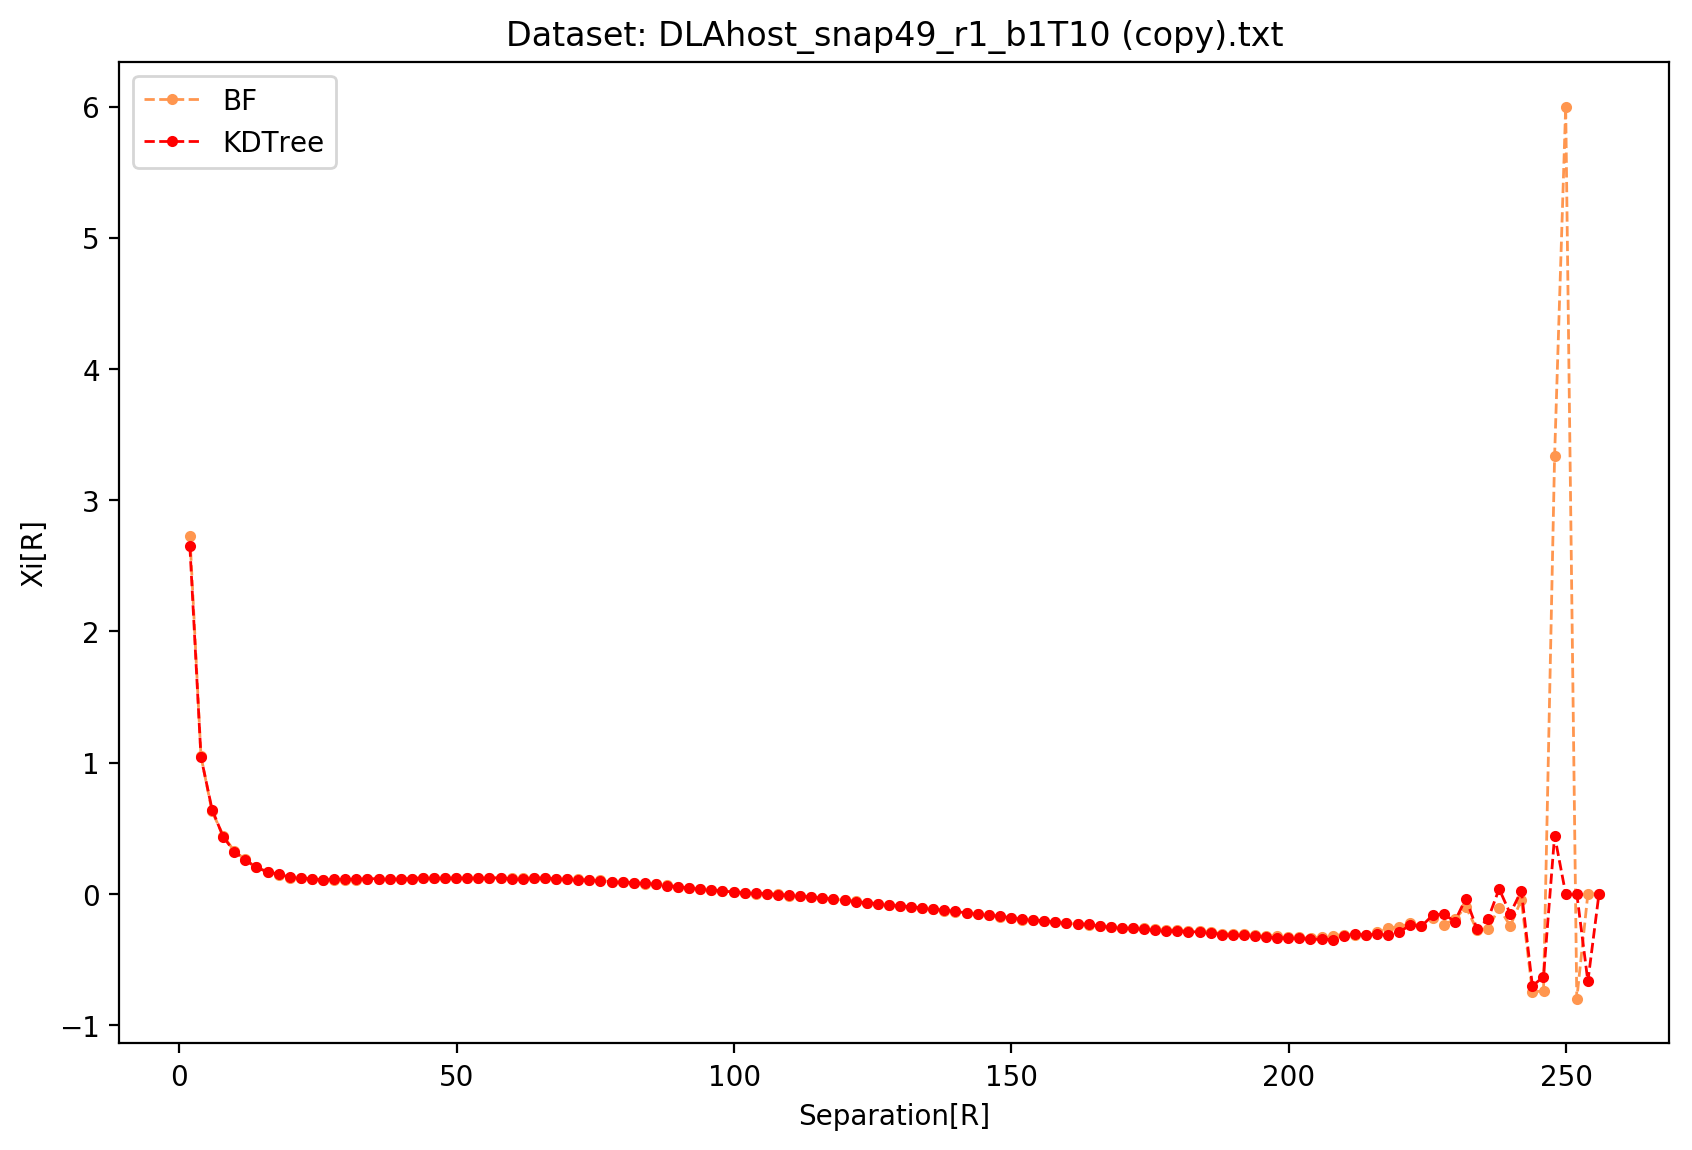 Dataset: DLAhost_snap49_r1_b1T10 (copy).txt
BF
KDTree
6
5
4
3
2
1
0
−1
Xi[R]
0 50 100 150 200 250
Separation[R]